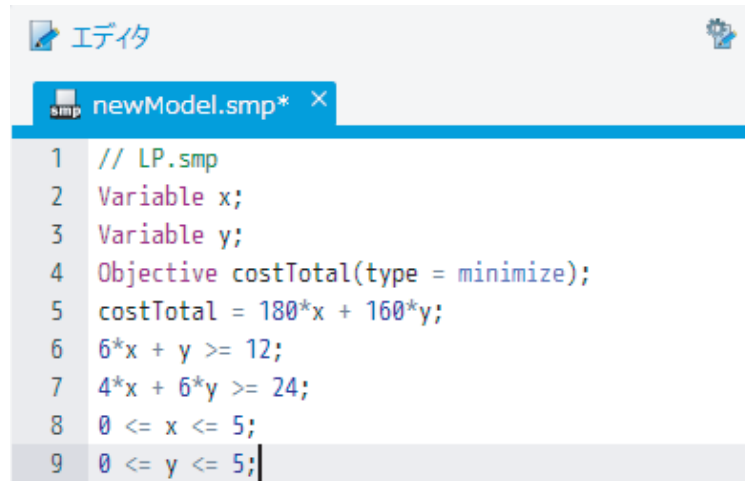 エディタ
smp newModel.smp* ×
1 // LP.smp
2 Variable x;
3 Variable y;
4 Objective costTotal(type = minimize);
5 costTotal = 180*x + 160*y;
6 6*x + y >= 12;
7 4*x + 6*y >= 24;
8 0 <= x <= 5;
9 0 <= y <= 5;